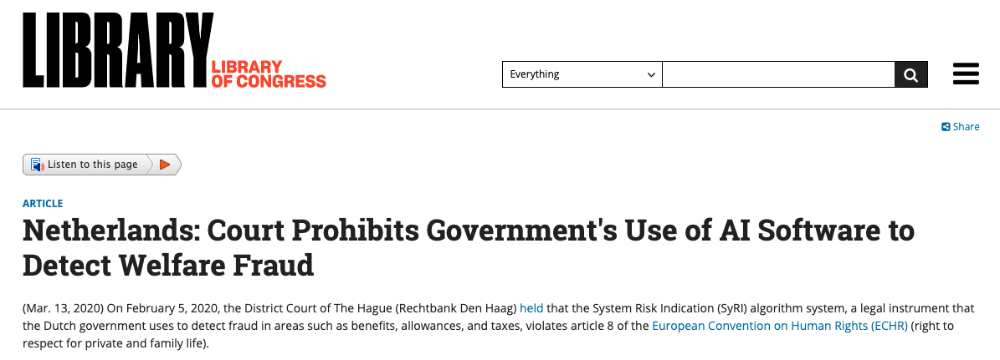 LIBRARY
LIBRARY
OF CONGRESS
Everything
Share
Listen to this page
ARTICLE
Netherlands: Court Prohibits Government's Use of AI Software to
Detect Welfare Fraud
(Mar. 13, 2020) On February 5, 2020, the District Court of The Hague (Rechtbank Den Haag) held that the System Risk Indication (SyRI) algorithm system, a legal instrument that
the Dutch government uses to detect fraud in areas such as benefits, allowances, and taxes, violates article 8 of the European Convention on Human Rights (ECHR) (right to
respect for private and family life).